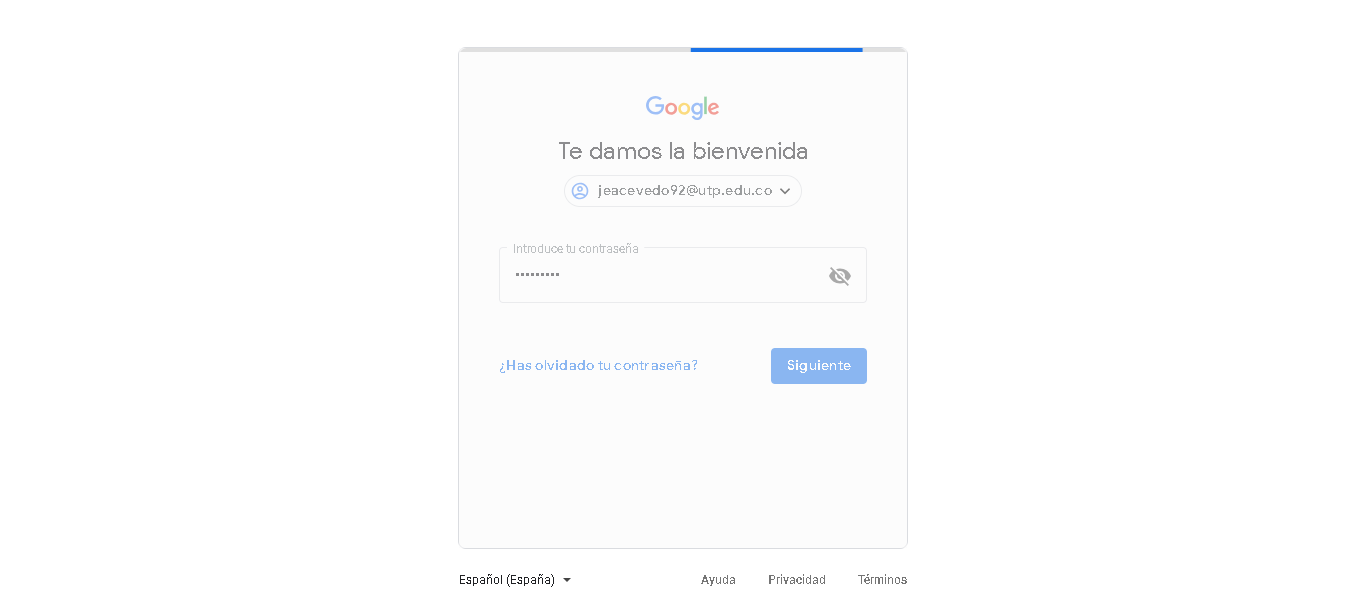 Google
Te damos la bienvenida
jeacevedo92@utp.edu.co
Introduce tu contraseña
•••••••••
¿Has olvidado tu contraseña?
Siguiente
Español (España)
Ayuda
Privacidad
Términos